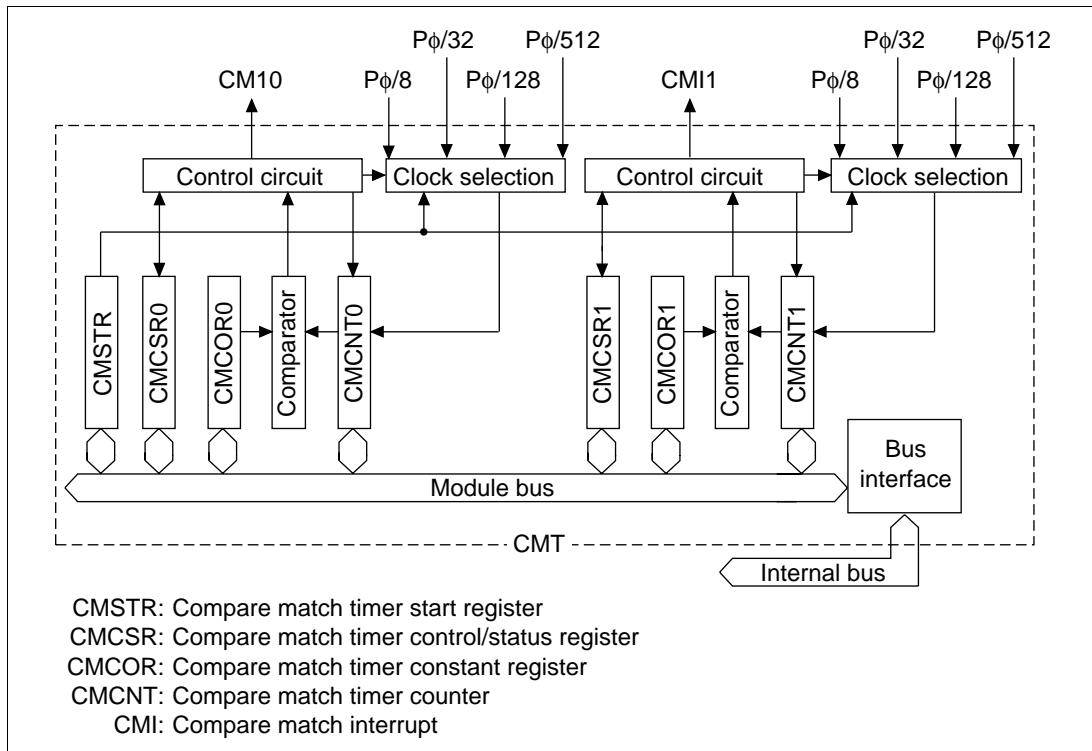 Pϕ/32 Pϕ/512 Pϕ/32 Pϕ/512
CM10 Pϕ/8 Pϕ/128 CMI1 Pϕ/8 Pϕ/128
Control circuit Clock selection Control circuit Clock selection
CMSTR
CMCSR0
CMCOR0
Comparator
CMCNT0
CMCSR1
CMCOR1
Comparator
CMCNT1
Bus
interface
Module bus
CMT
Internal bus
CMSTR: Compare match timer start register
CMCSR: Compare match timer control/status register
CMCOR: Compare match timer constant register
CMCNT: Compare match timer counter
CMI: Compare match interrupt